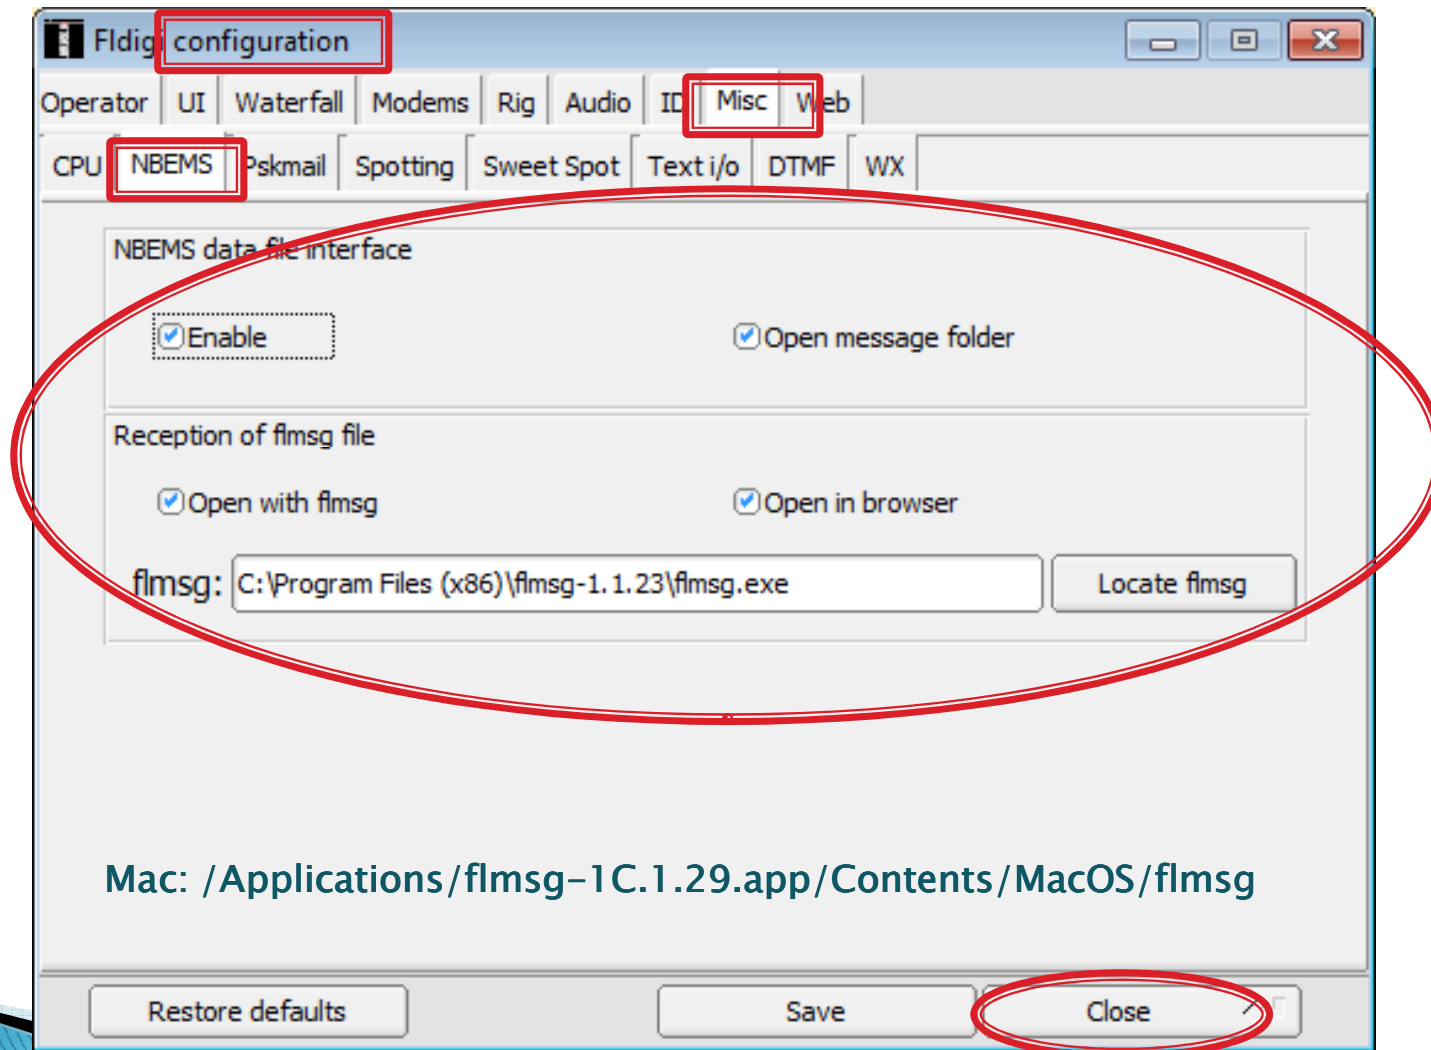 Fldigi configuration
Operator UI Waterfall Modems Rig Audio ID Misc Web
CPU NBEMS Pskmail Spotting Sweet Spot Text i/o DTMF WX
NBEMS data file interface
Enable Open message folder
Reception of flmsg file
Open with flmsg Open in browser
flmsg: C:\Program Files (x86)\flmsg-1.1.23\flmsg.exe Locate flmsg
Mac: /Applications/flmsg-1C.1.29.app/Contents/MacOS/flmsg
Restore defaults Save Close